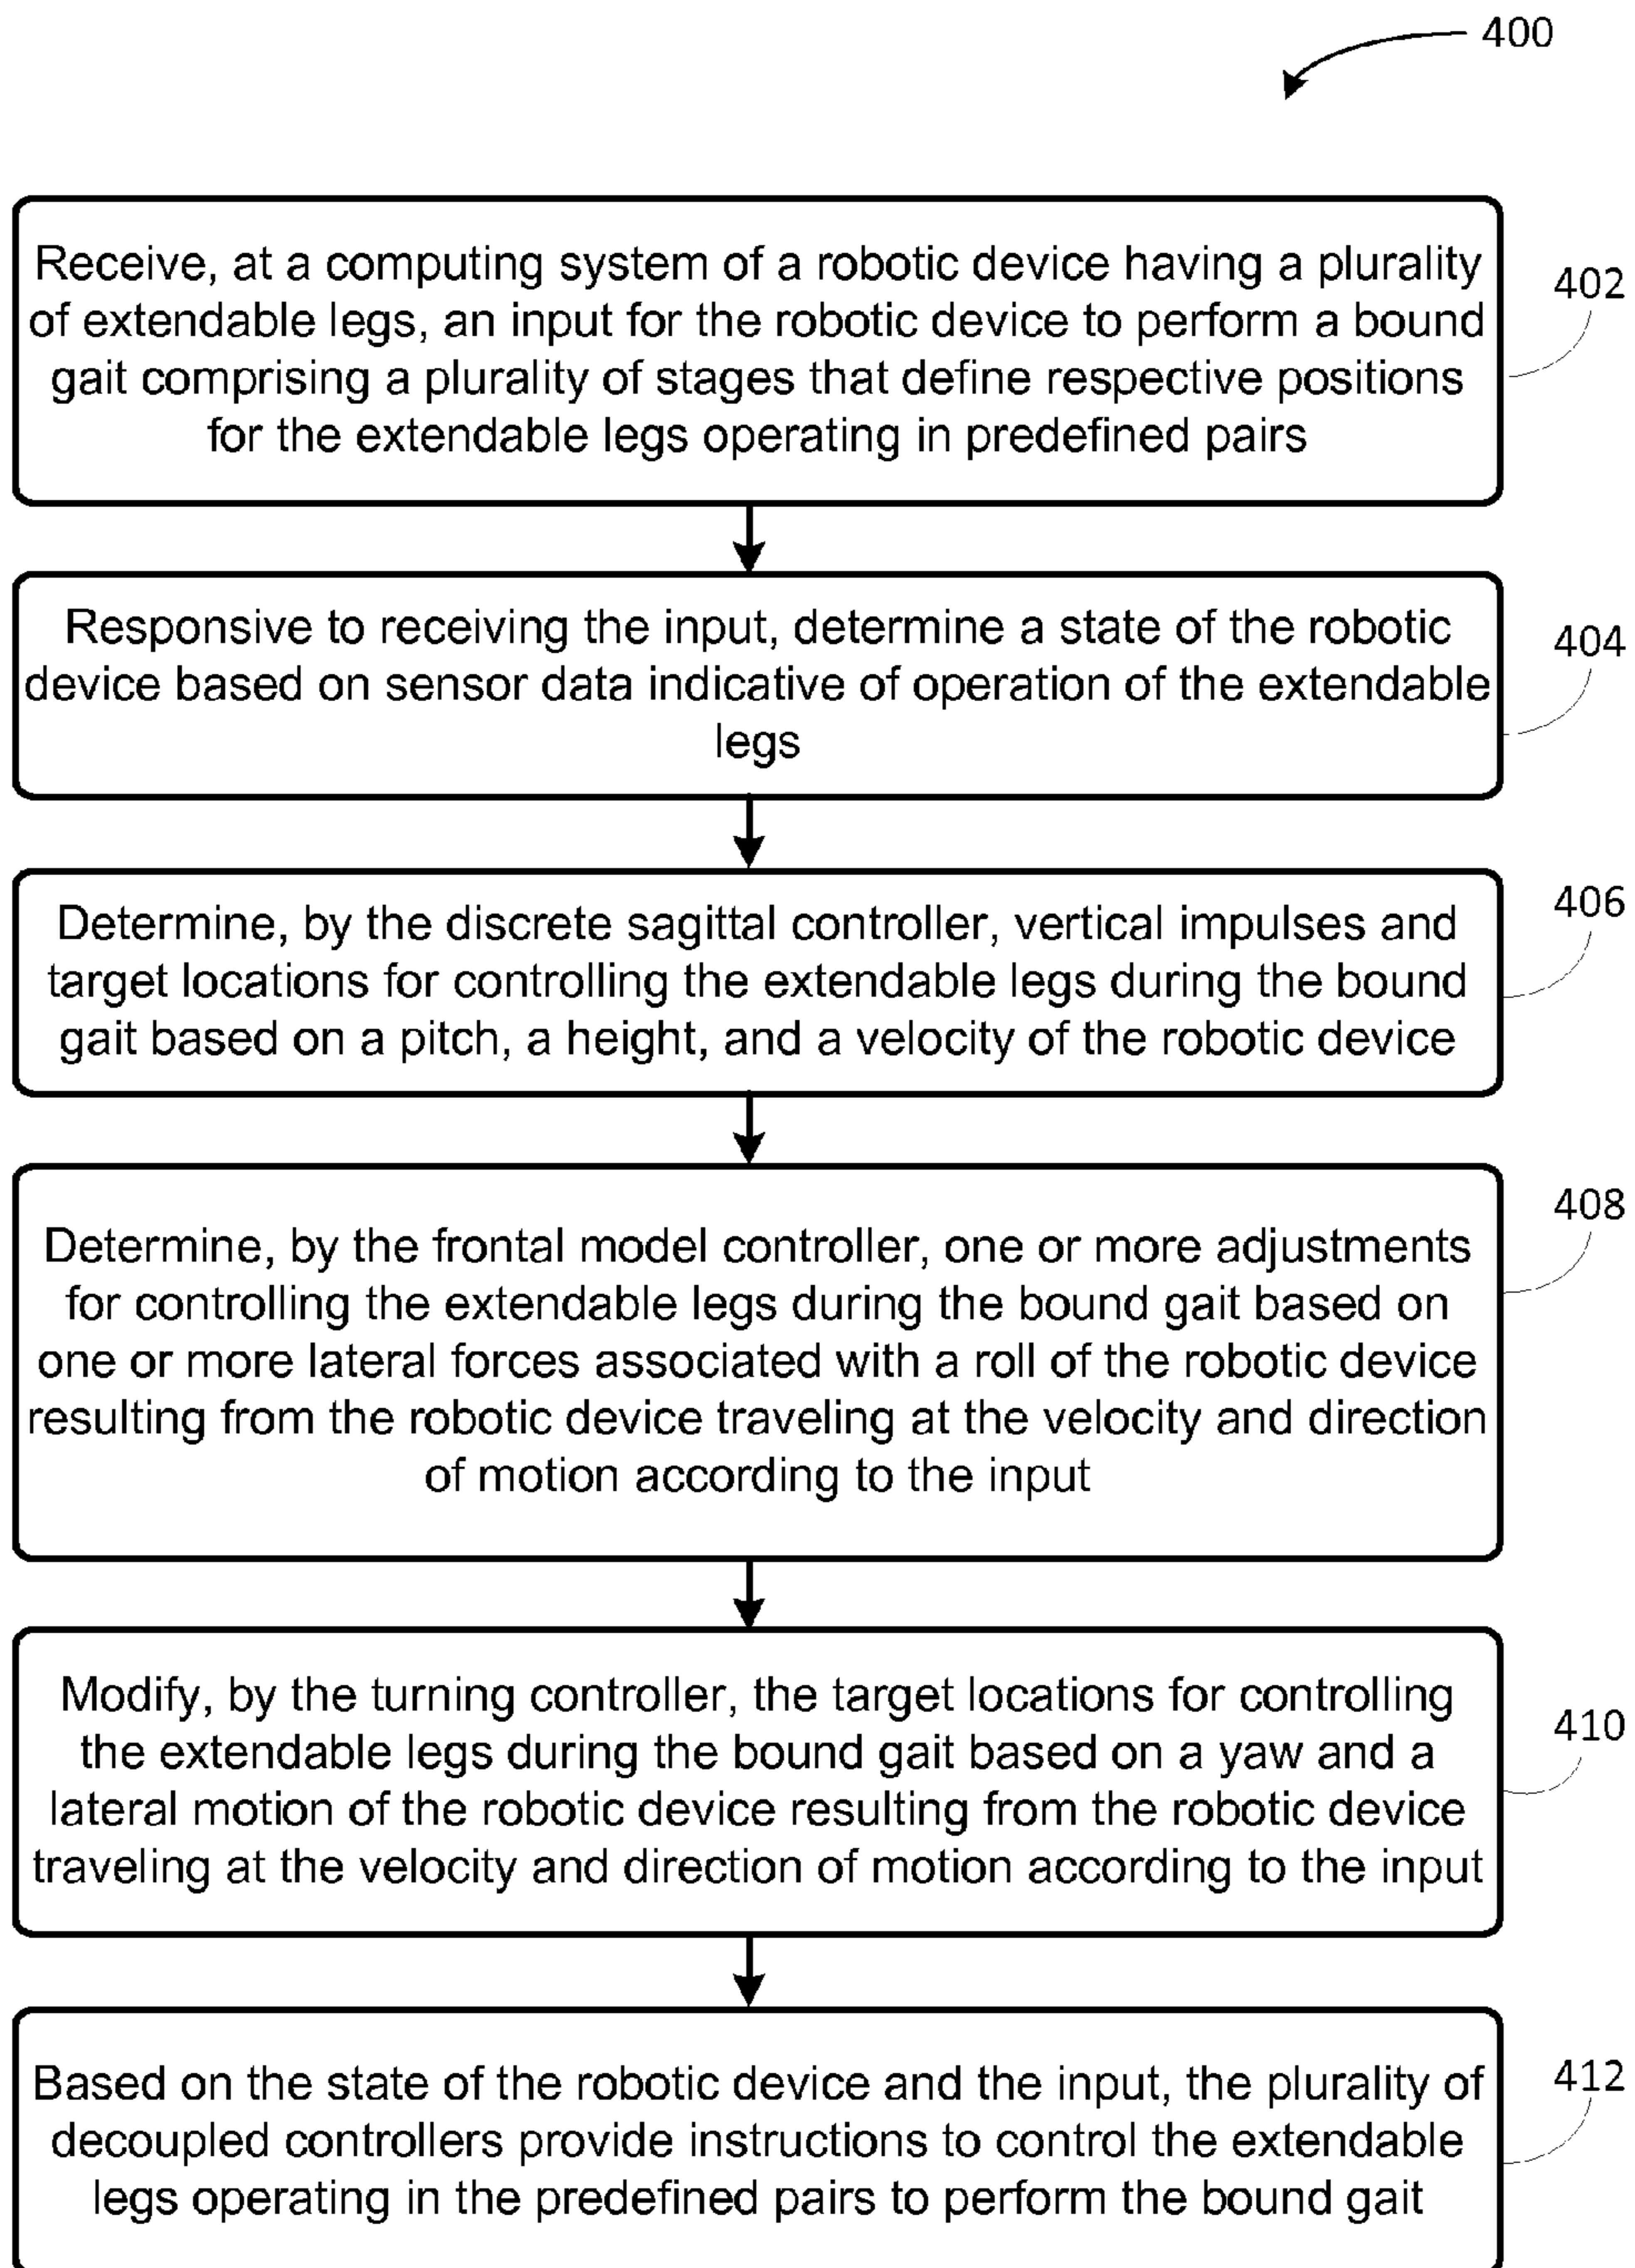 400
Receive, at a computing system of a robotic device having a plurality
of extendable legs, an input for the robotic device to perform a bound
gait comprising a plurality of stages that define respective positions
for the extendable legs operating in predefined pairs
402
Responsive to receiving the input, determine a state of the robotic
device based on sensor data indicative of operation of the extendable
legs
404
Determine, by the discrete sagittal controller, vertical impulses and
target locations for controlling the extendable legs during the bound
gait based on a pitch, a height, and a velocity of the robotic device
406
Determine, by the frontal model controller, one or more adjustments
for controlling the extendable legs during the bound gait based on
one or more lateral forces associated with a roll of the robotic device
resulting from the robotic device traveling at the velocity and direction
of motion according to the input
408
Modify, by the turning controller, the target locations for controlling
the extendable legs during the bound gait based on a yaw and a
lateral motion of the robotic device resulting from the robotic device
traveling at the velocity and direction of motion according to the input
410
Based on the state of the robotic device and the input, the plurality of
decoupled controllers provide instructions to control the extendable
legs operating in the predefined pairs to perform the bound gait
412